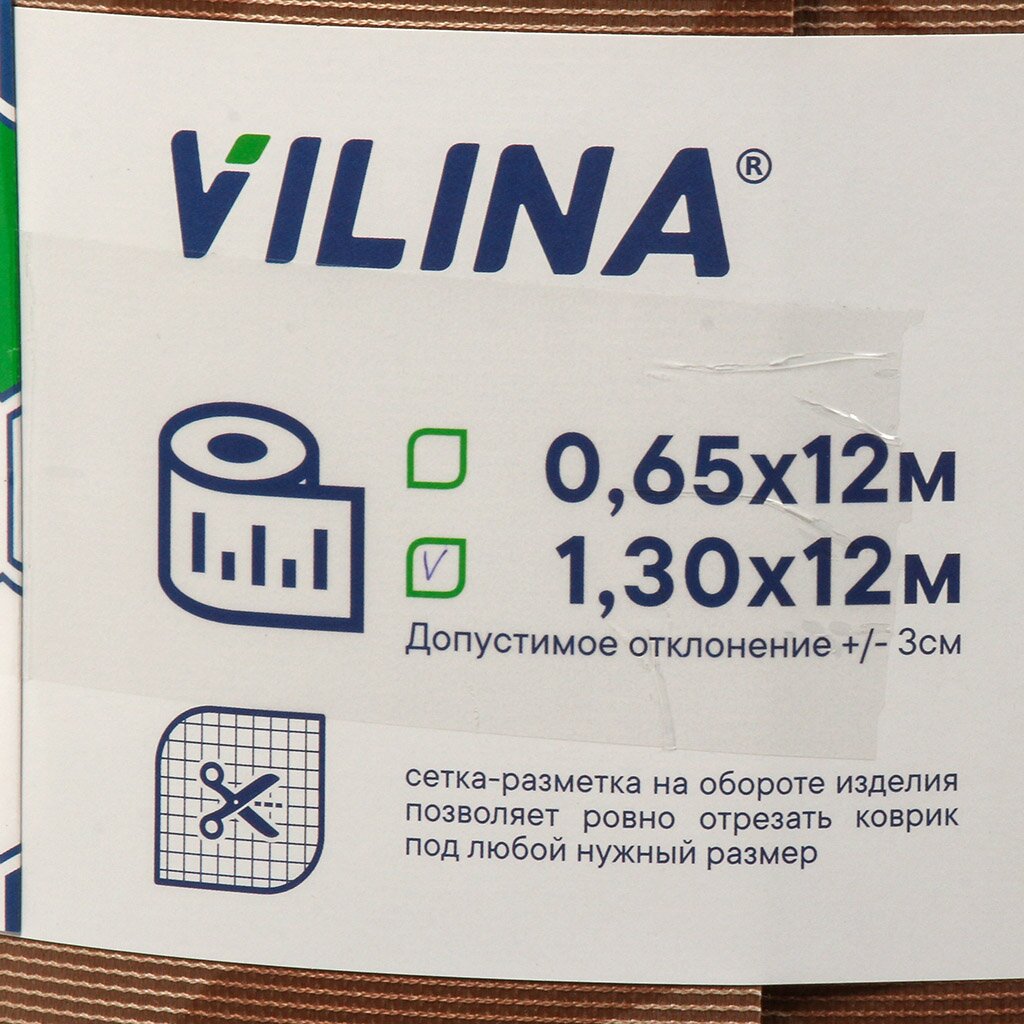 VILINA®
0,65x12м
1,30x12м
Допустимое отклонение +/- 3см
сетка-разметка на обороте изделия
позволяет ровно отрезать коврик
под любой нужный размер